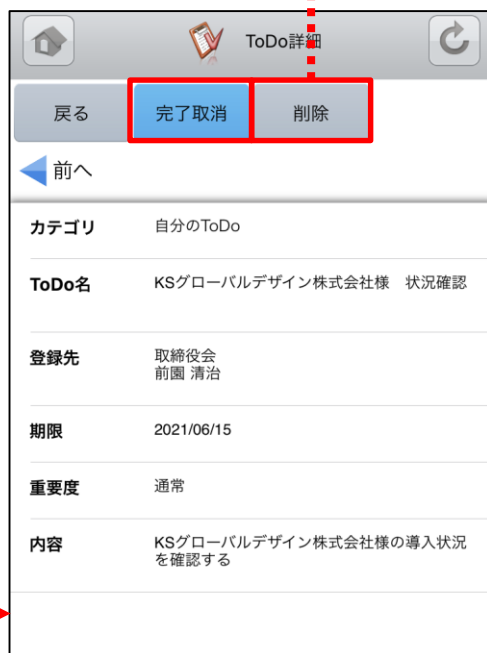 ToDo詳細
戻る
完了取消
削除
前へ
カテゴリ
自分のToDo
ToDo名
KSグローバルデザイン株式会社様　状況確認
登録先
取締役会
前園 清治
期限
2021/06/15
重要度
通常
内容
KSグローバルデザイン株式会社様の導入状況
を確認する